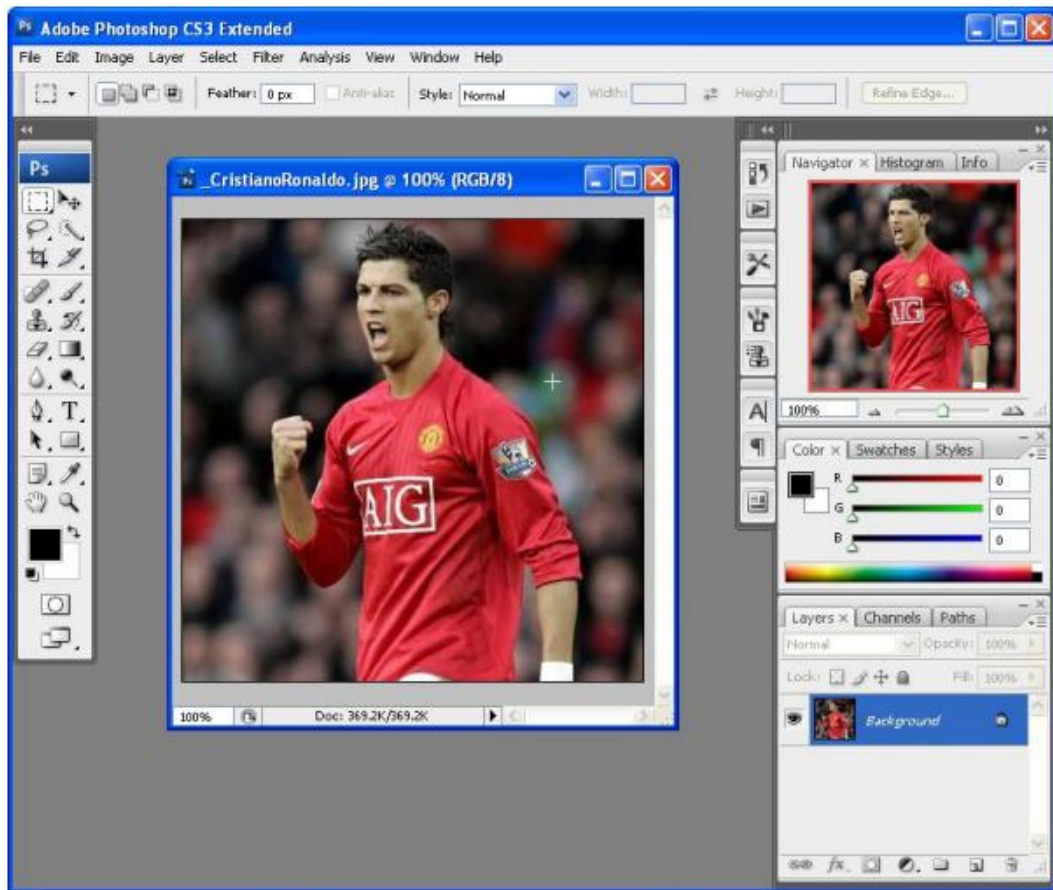 Ps Adobe Photoshop CS3 Extended
File Edit Image Layer Select Filter Analysis View Window Help
Feather: 0 px Anti-alias Style: Normal Width: Height: Refine Edge...
Ps
_CristianoRonaldo.jpg @ 100% (RGB/8)
AIG
100% Doc: 369.2K/369.2K
Navigator × Histogram Info
AIG
100%
Color × Swatches Styles
R 0
G 0
B 0
Layers × Channels Paths
Normal Opacity: 100%
Lock: Fill: 100%
Background